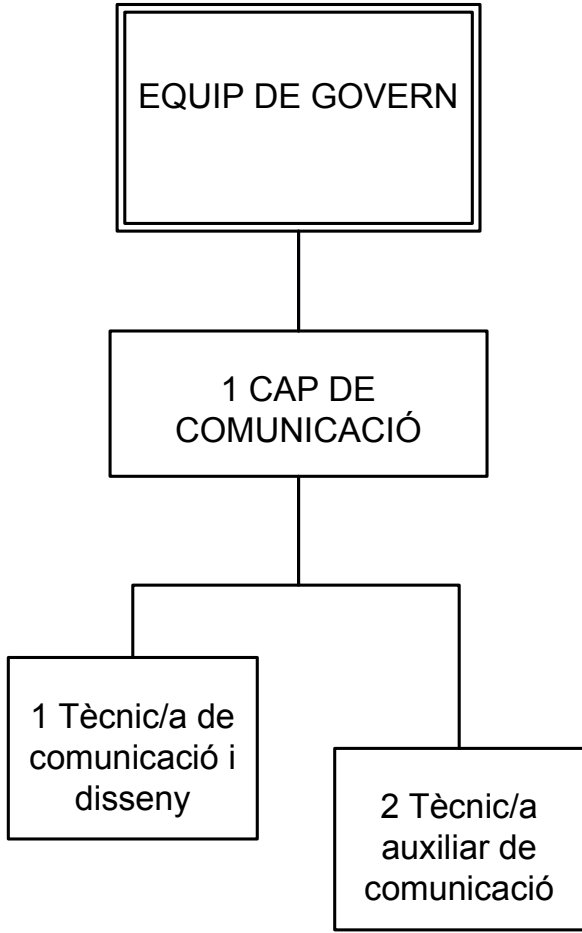 EQUIP DE GOVERN
1 CAP DE
COMUNICACIÓ
1 Tècnic/a de
comunicació i
disseny
2 Tècnic/a
auxiliar de
comunicació